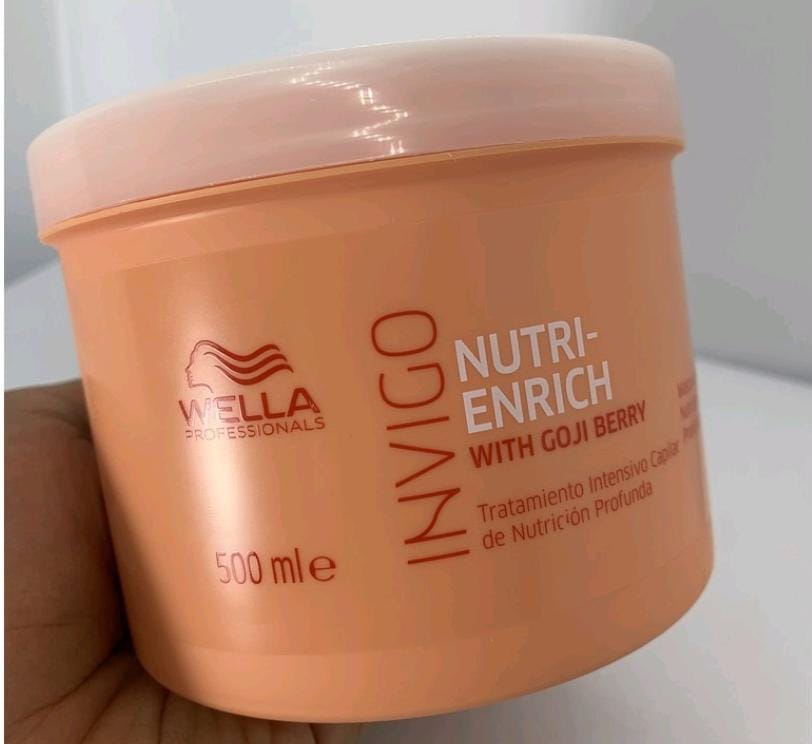 WELLA
PROFESSIONALS
500 ml e
INVIGO
NUTRI-
ENRICH
WITH GOJI BERRY
Tratamiento Intensivo Capilar
de Nutrición Profunda